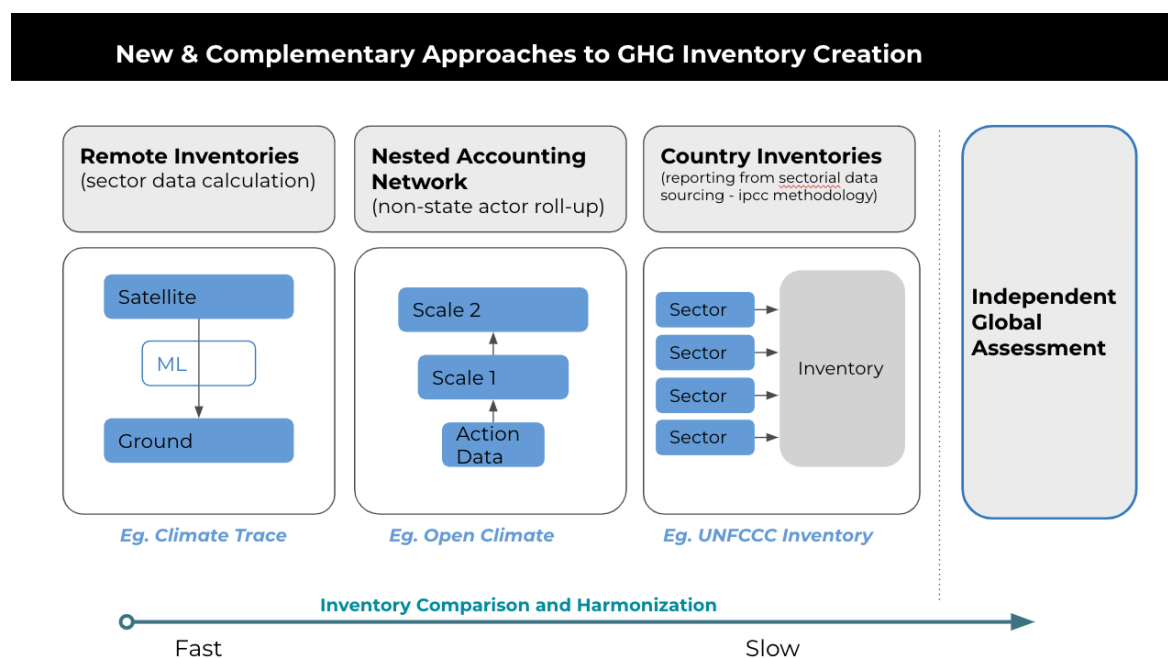 New & Complementary Approaches to GHG Inventory Creation
Remote Inventories
(sector data calculation)
Nested Accounting
Network
(non-state actor roll-up)
Country Inventories
(reporting from sectorial data
sourcing - ipcc methodology)
Satellite
ML
Ground
Scale 2
Scale 1
Action
Data
Sector
Sector
Sector
Sector
Inventory
Independent
Global
Assessment
Eg. Climate Trace
Eg. Open Climate
Eg. UNFCCC Inventory
Inventory Comparison and Harmonization
Fast
Slow